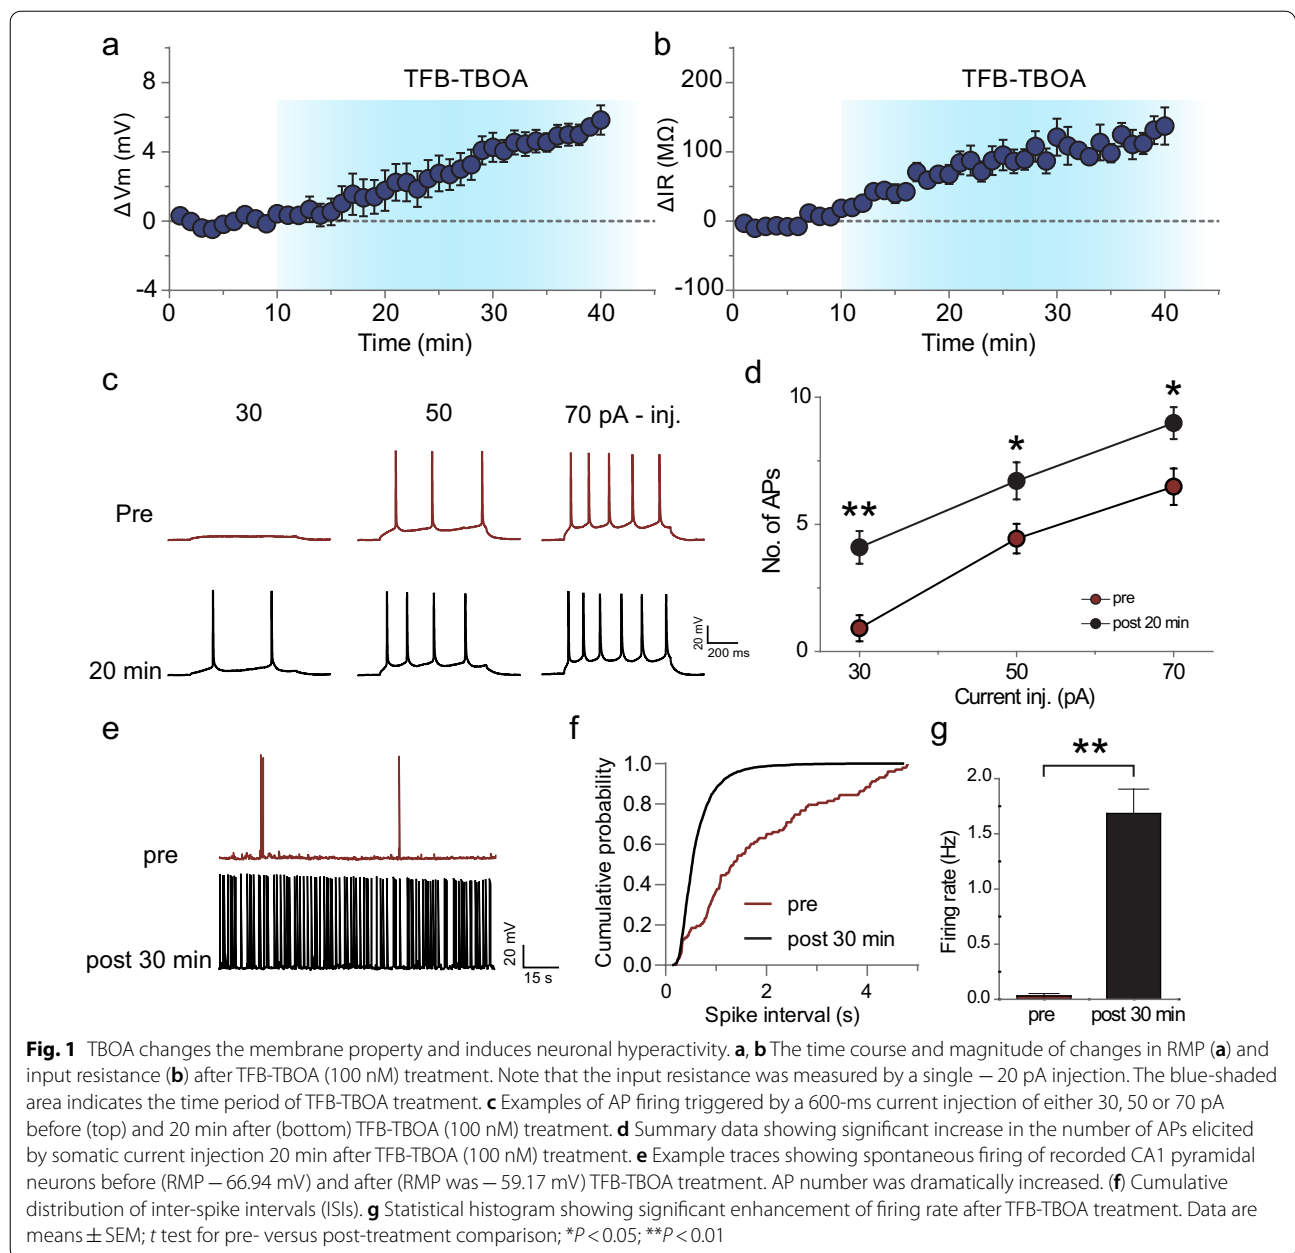 a
TFB-TBOA
8
4
0
-4
ΔVm (mV)
0 10 20 30 40
Time (min)
b
TFB-TBOA
200
100
0
-100
ΔIR (MΩ)
0 10 20 30 40
Time (min)
c
30 50 70 pA - inj.
Pre
20 min
20 mV
200 ms
d
10
5
0
No. of APs
**
*
*
pre
post 20 min
30 50 70
Current inj. (pA)
e
pre
post 30 min
20 mV
15 s
f
1.0
0.8
0.6
0.4
0.2
0.0
Cumulative probability
pre
post 30 min
0 2 4
Spike interval (s)
g
**
2.0
1.5
1.0
0.5
0.0
Firing rate (Hz)
pre post 30 min
Fig. 1 TBOA changes the membrane property and induces neuronal hyperactivity. a, b The time course and magnitude of changes in RMP (a) and
input resistance (b) after TFB-TBOA (100 nM) treatment. Note that the input resistance was measured by a single − 20 pA injection. The blue-shaded
area indicates the time period of TFB-TBOA treatment. c Examples of AP firing triggered by a 600-ms current injection of either 30, 50 or 70 pA
before (top) and 20 min after (bottom) TFB-TBOA (100 nM) treatment. d Summary data showing significant increase in the number of APs elicited
by somatic current injection 20 min after TFB-TBOA (100 nM) treatment. e Example traces showing spontaneous firing of recorded CA1 pyramidal
neurons before (RMP − 66.94 mV) and after (RMP was − 59.17 mV) TFB-TBOA treatment. AP number was dramatically increased. (f) Cumulative
distribution of inter-spike intervals (ISIs). g Statistical histogram showing significant enhancement of firing rate after TFB-TBOA treatment. Data are
means ± SEM; t test for pre- versus post-treatment comparison; *P < 0.05; **P < 0.01